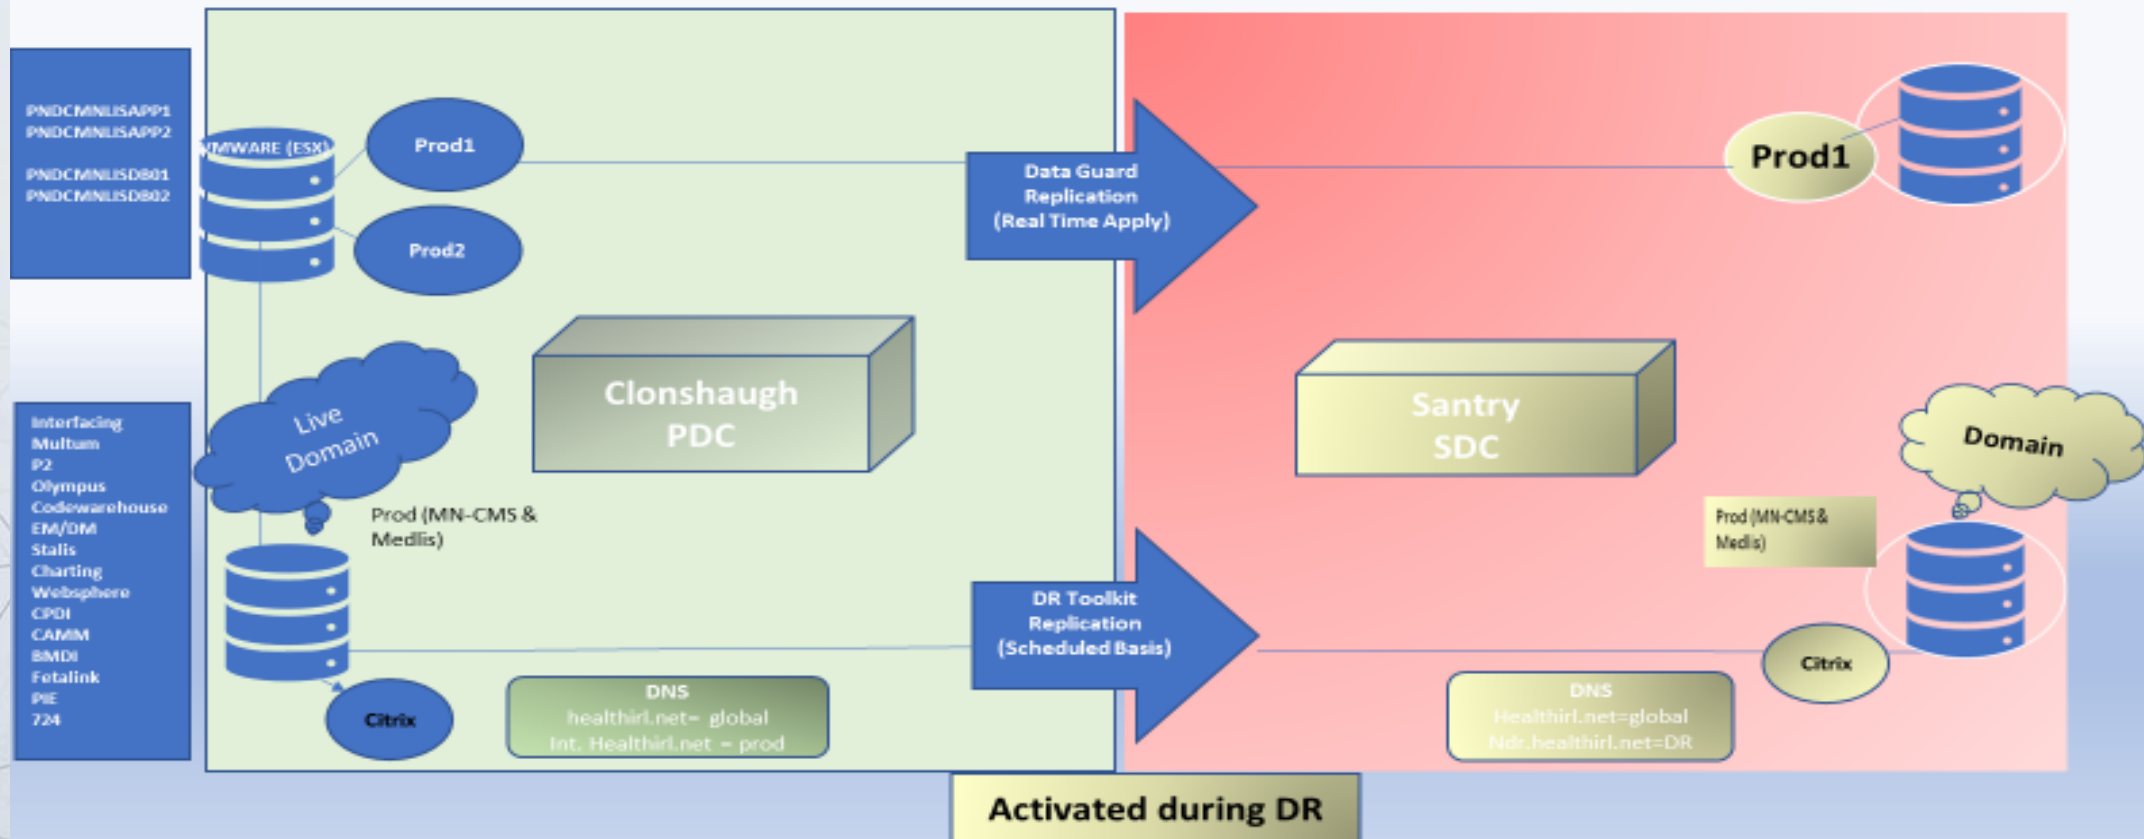 PNDCMNLISAPP1
PNDCMNLISAPP2
PNDCMNLISDB01
PNDCMNLISDB02
VMWARE (ESX)
Prod1
Prod2
Data Guard
Replication
(Real Time Apply)
Prod1
Clonshaugh
PDC
Santry
SDC
Live
Domain
Domain
Interfacing
Multum
P2
Olympus
Codewarehouse
EM/DM
Stalis
Charting
Websphere
CPDI
CAMM
BMDI
Fetalink
PIE
724
Prod (MN-CMS &
Medlis)
Prod (MN-CMS &
Medlis)
DR Toolkit
Replication
(Scheduled Basis)
Citrix
DNS
healthirl.net= global
Int. Healthirl.net = prod
DNS
Healthirl.net=global
Ndr.healthirl.net=DR
Citrix
Activated during DR